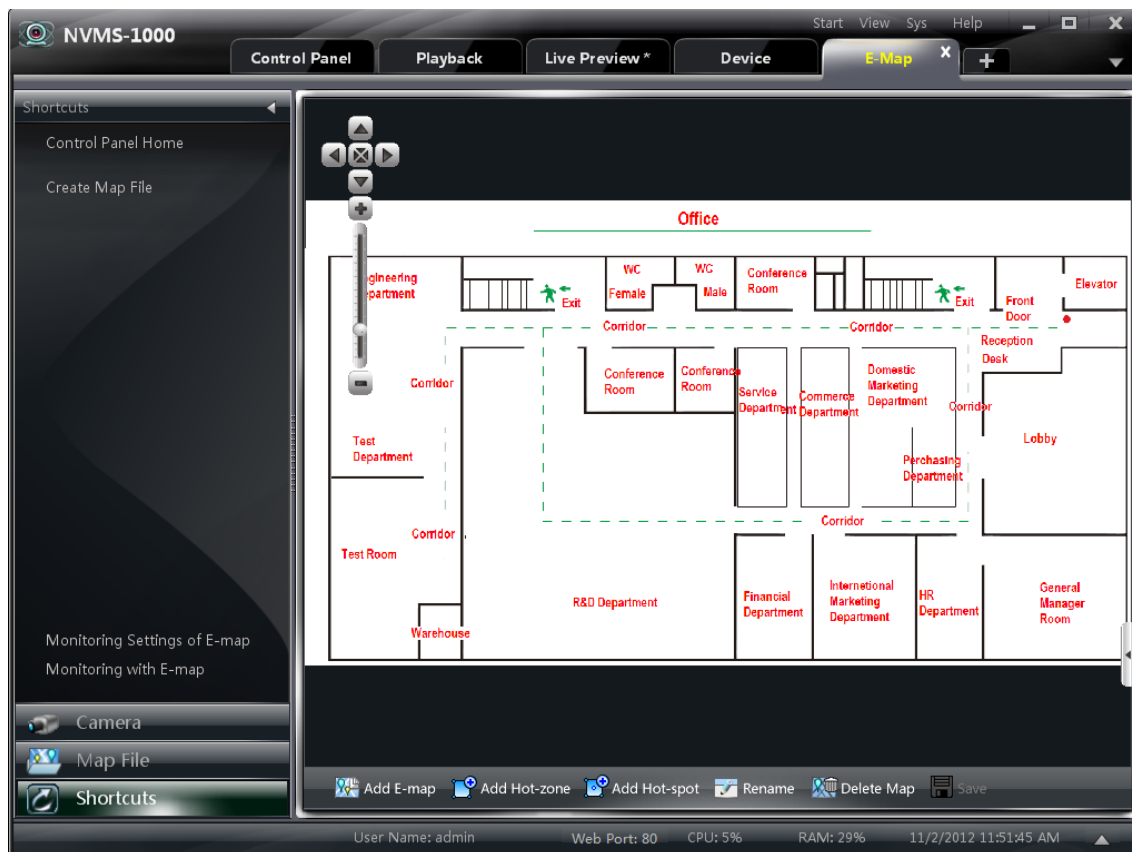 NVMS-1000
Start View Sys Help
Control Panel
Playback
Live Preview *
Device
E-Map
Shortcuts
Control Panel Home
Create Map File
Monitoring Settings of E-map
Monitoring with E-map
Camera
Map File
Shortcuts
Office
ngineering
epartment
Exit
WC
Female
WC
Male
Conference
Room
Exit
Front
Door
Elevator
Corridor
Corridor
Reception
Desk
Corridor
Conference
Room
Conference
Room
Service
Department
Commerce
Department
Domestic
Marketing
Department
Corridor
Lobby
Test
Department
Perchasing
Department
Corridor
Corridor
Test Room
Warehouse
R&D Department
Financial
Department
Internetional
Marketing
Department
HR
Department
General
Manager
Room
Add E-map
Add Hot-zone
Add Hot-spot
Rename
Delete Map
Save
User Name: admin
Web Port: 80
CPU: 5%
RAM: 29%
11/2/2012 11:51:45 AM